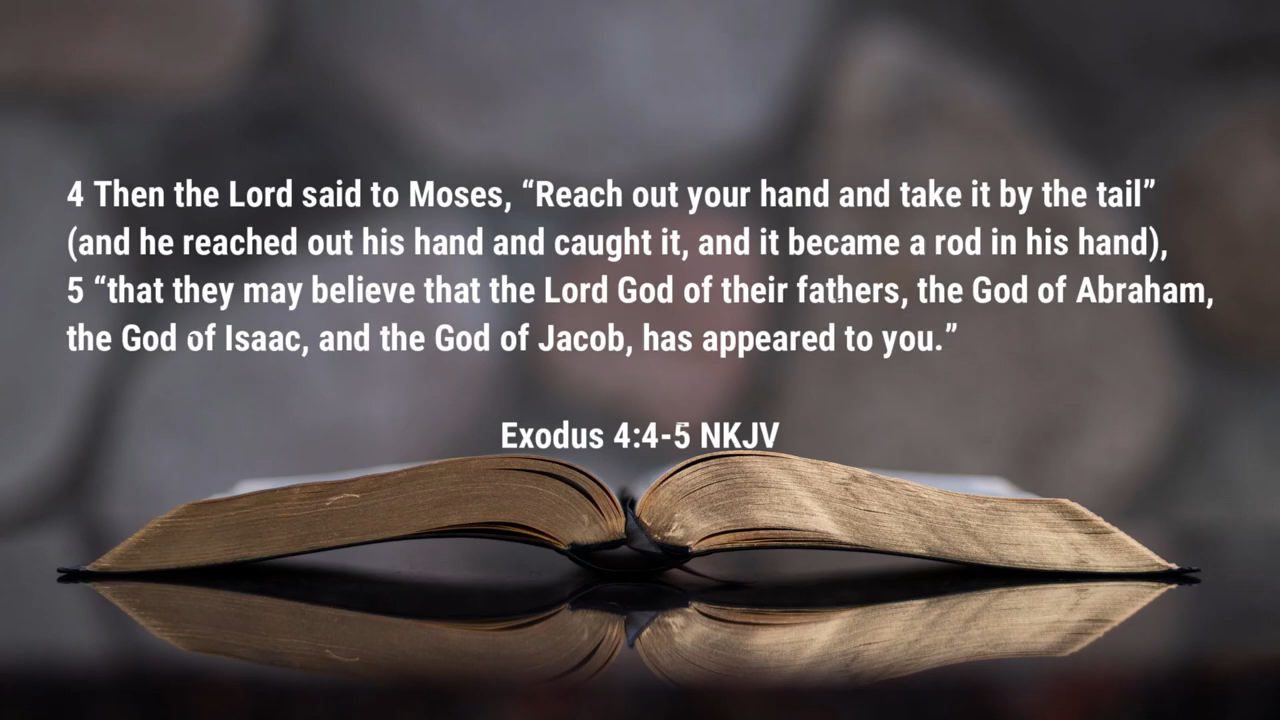 4 Then the Lord said to Moses, “Reach out your hand and take it by the tail”
(and he reached out his hand and caught it, and it became a rod in his hand),
5 “that they may believe that the Lord God of their fathers, the God of Abraham,
the God of Isaac, and the God of Jacob, has appeared to you.”
Exodus 4:4-5 NKJV